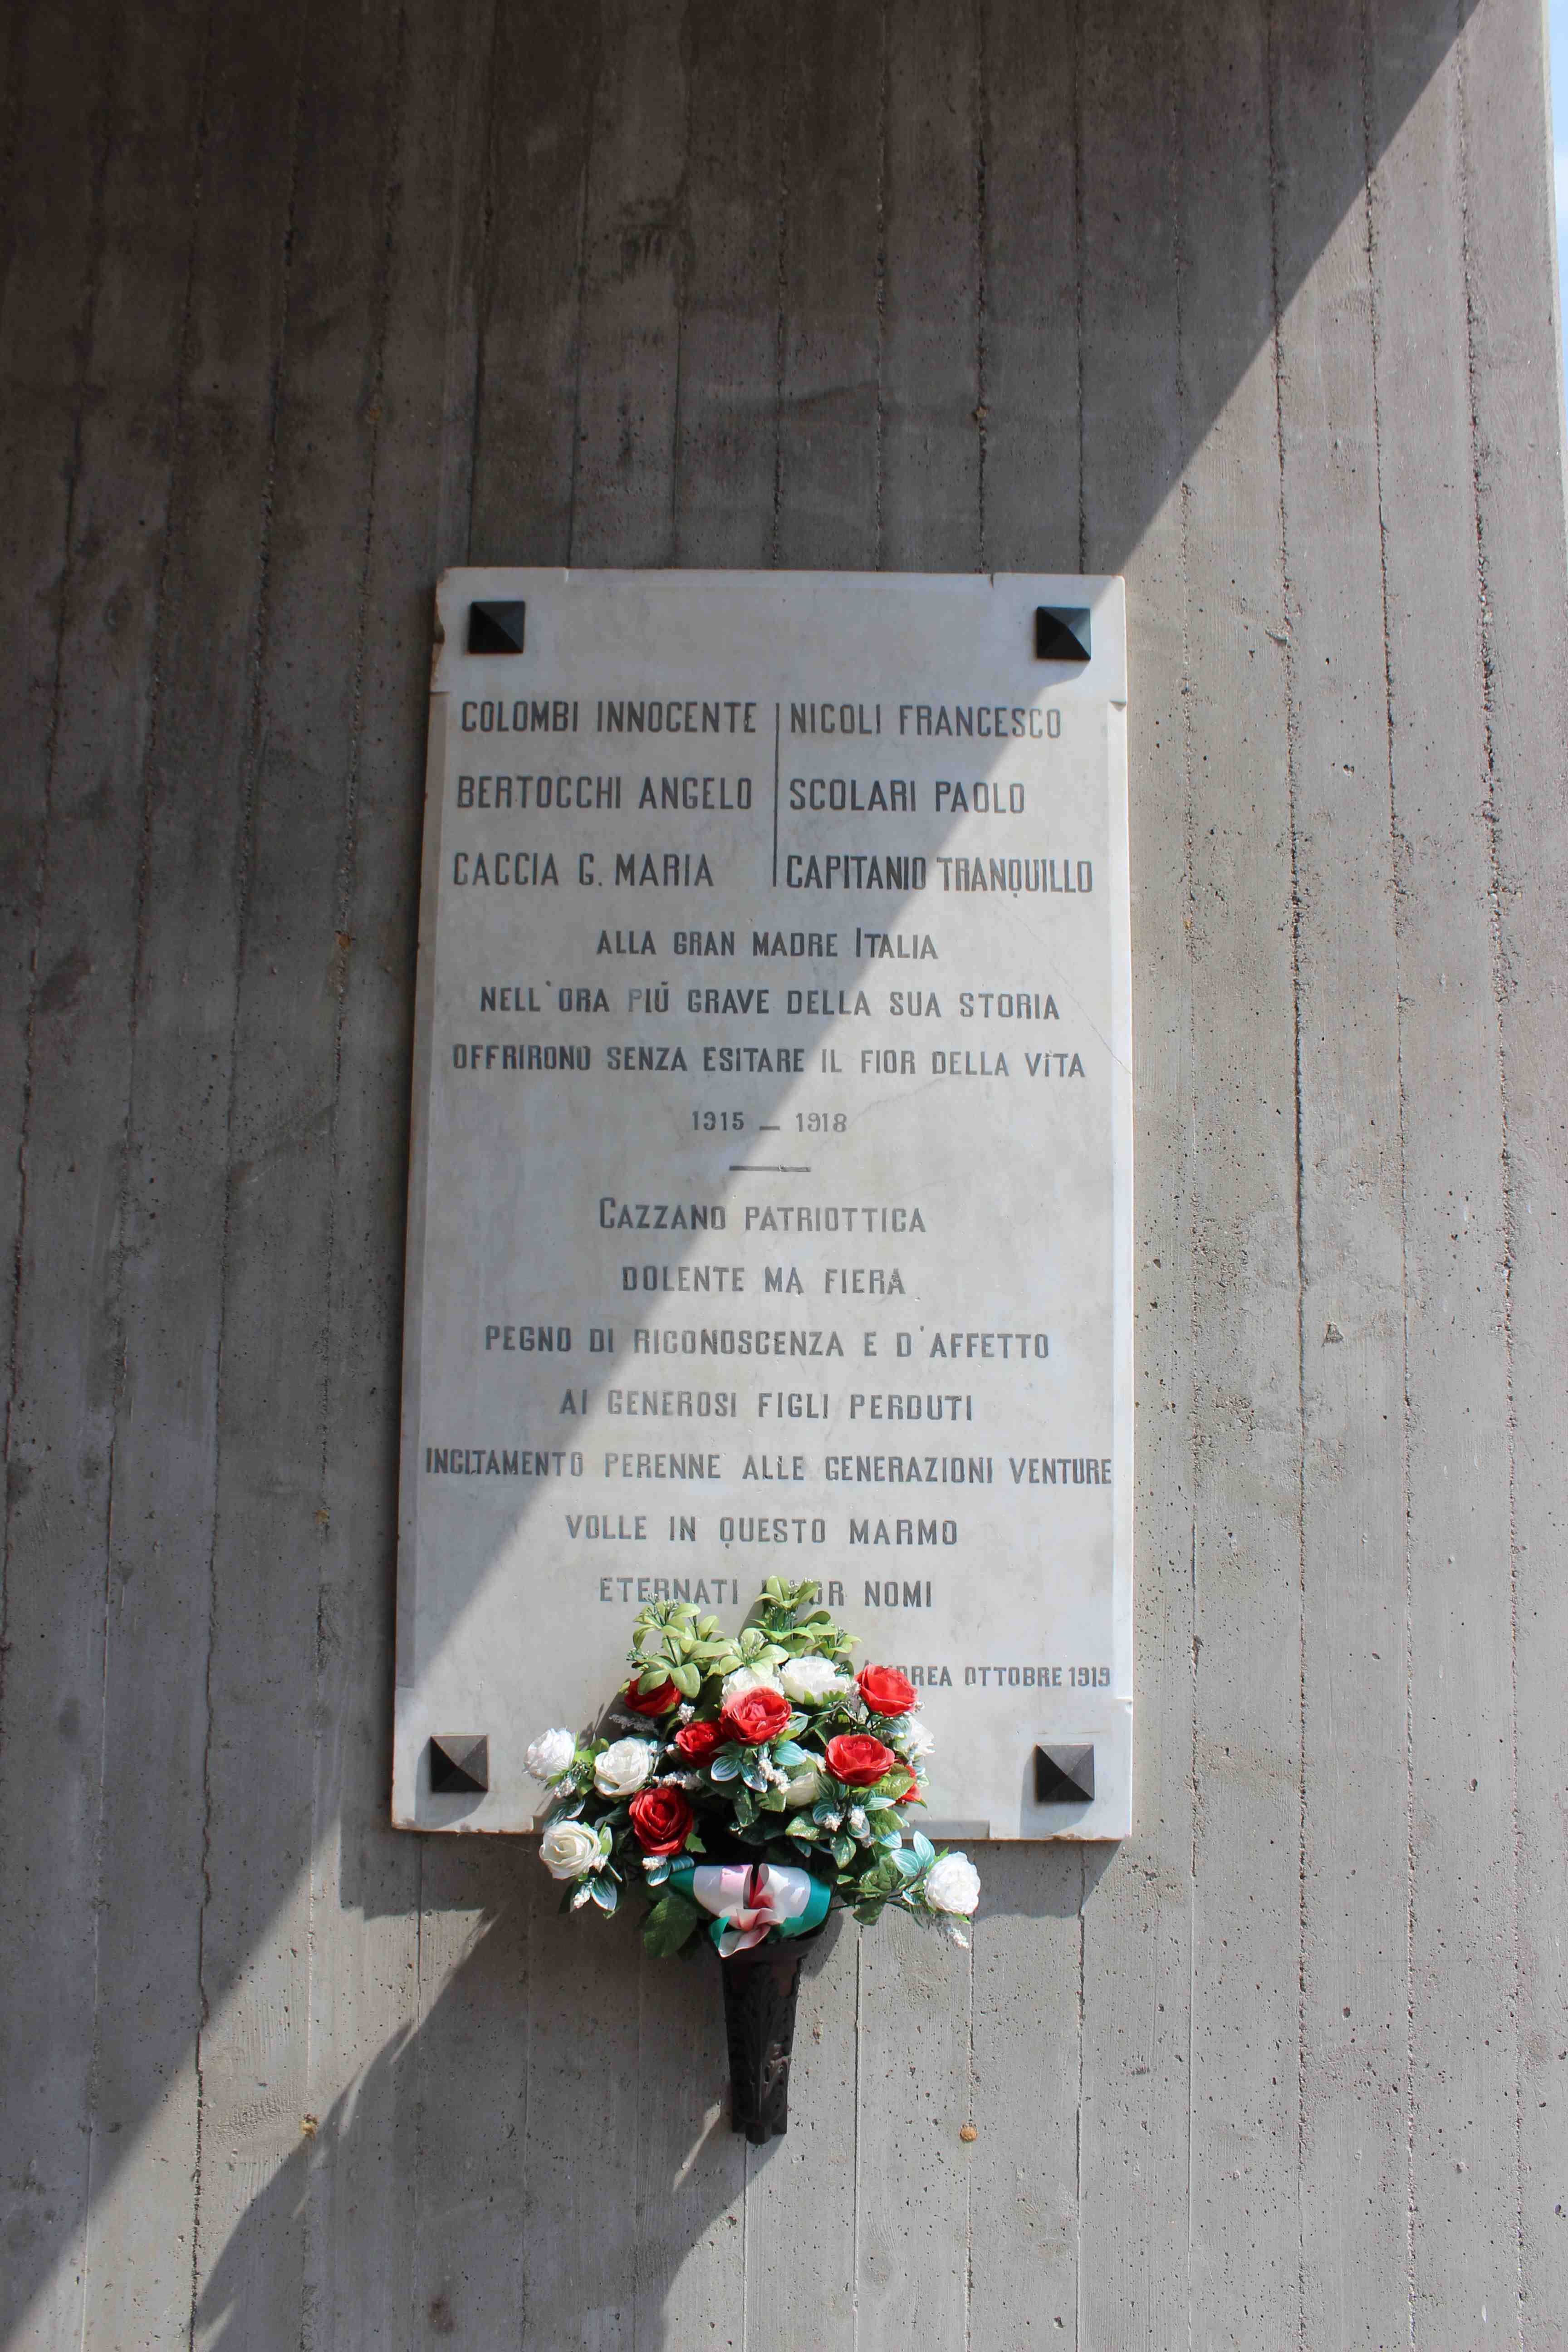 COLOMBI INNOCENTE
BERTOCCHI ANGELO
CACCIA G. MARIA
NICOLI FRANCESCO
SCOLARI PAOLO
CAPITANIO TRANQUILLO
ALLA GRAN MADRE ITALIA
NELL'ORA PIÚ GRAVE DELLA SUA STORIA
OFFRIRONO SENZA ESITARE IL FIOR DELLA VITA
1915 – 1918
CAZZANO PATRIOTTICA
DOLENTE MA FIERA
PEGNO DI RICONOSCENZA E D'AFFETTO
AI GENEROSI FIGLI PERDUTI
INCITAMENTO PERENNE ALLE GENERAZIONI VENTURE
VOLLE IN QUESTO MARMO
ETERNATI NOMI
OTTOBRE 1919